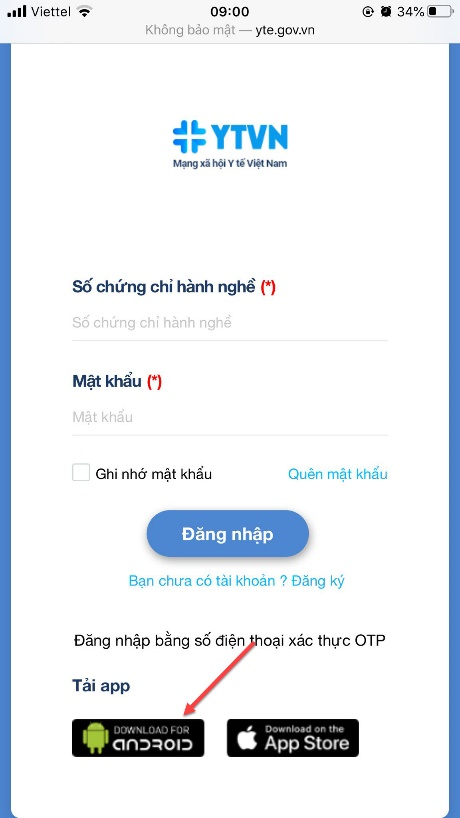 Viettel
09:00
34%
Không bảo mật — yte.gov.vn
YTVN
Mạng xã hội Y tế Việt Nam
Số chứng chỉ hành nghề (*)
Số chứng chỉ hành nghề
Mật khẩu (*)
Mật khẩu
Ghi nhớ mật khẩu
Quên mật khẩu
Đăng nhập
Bạn chưa có tài khoản ? Đăng ký
Đăng nhập bằng số điện thoại xác thực OTP
Tải app
DOWNLOAD FOR
ANDROID
Download on the
App Store